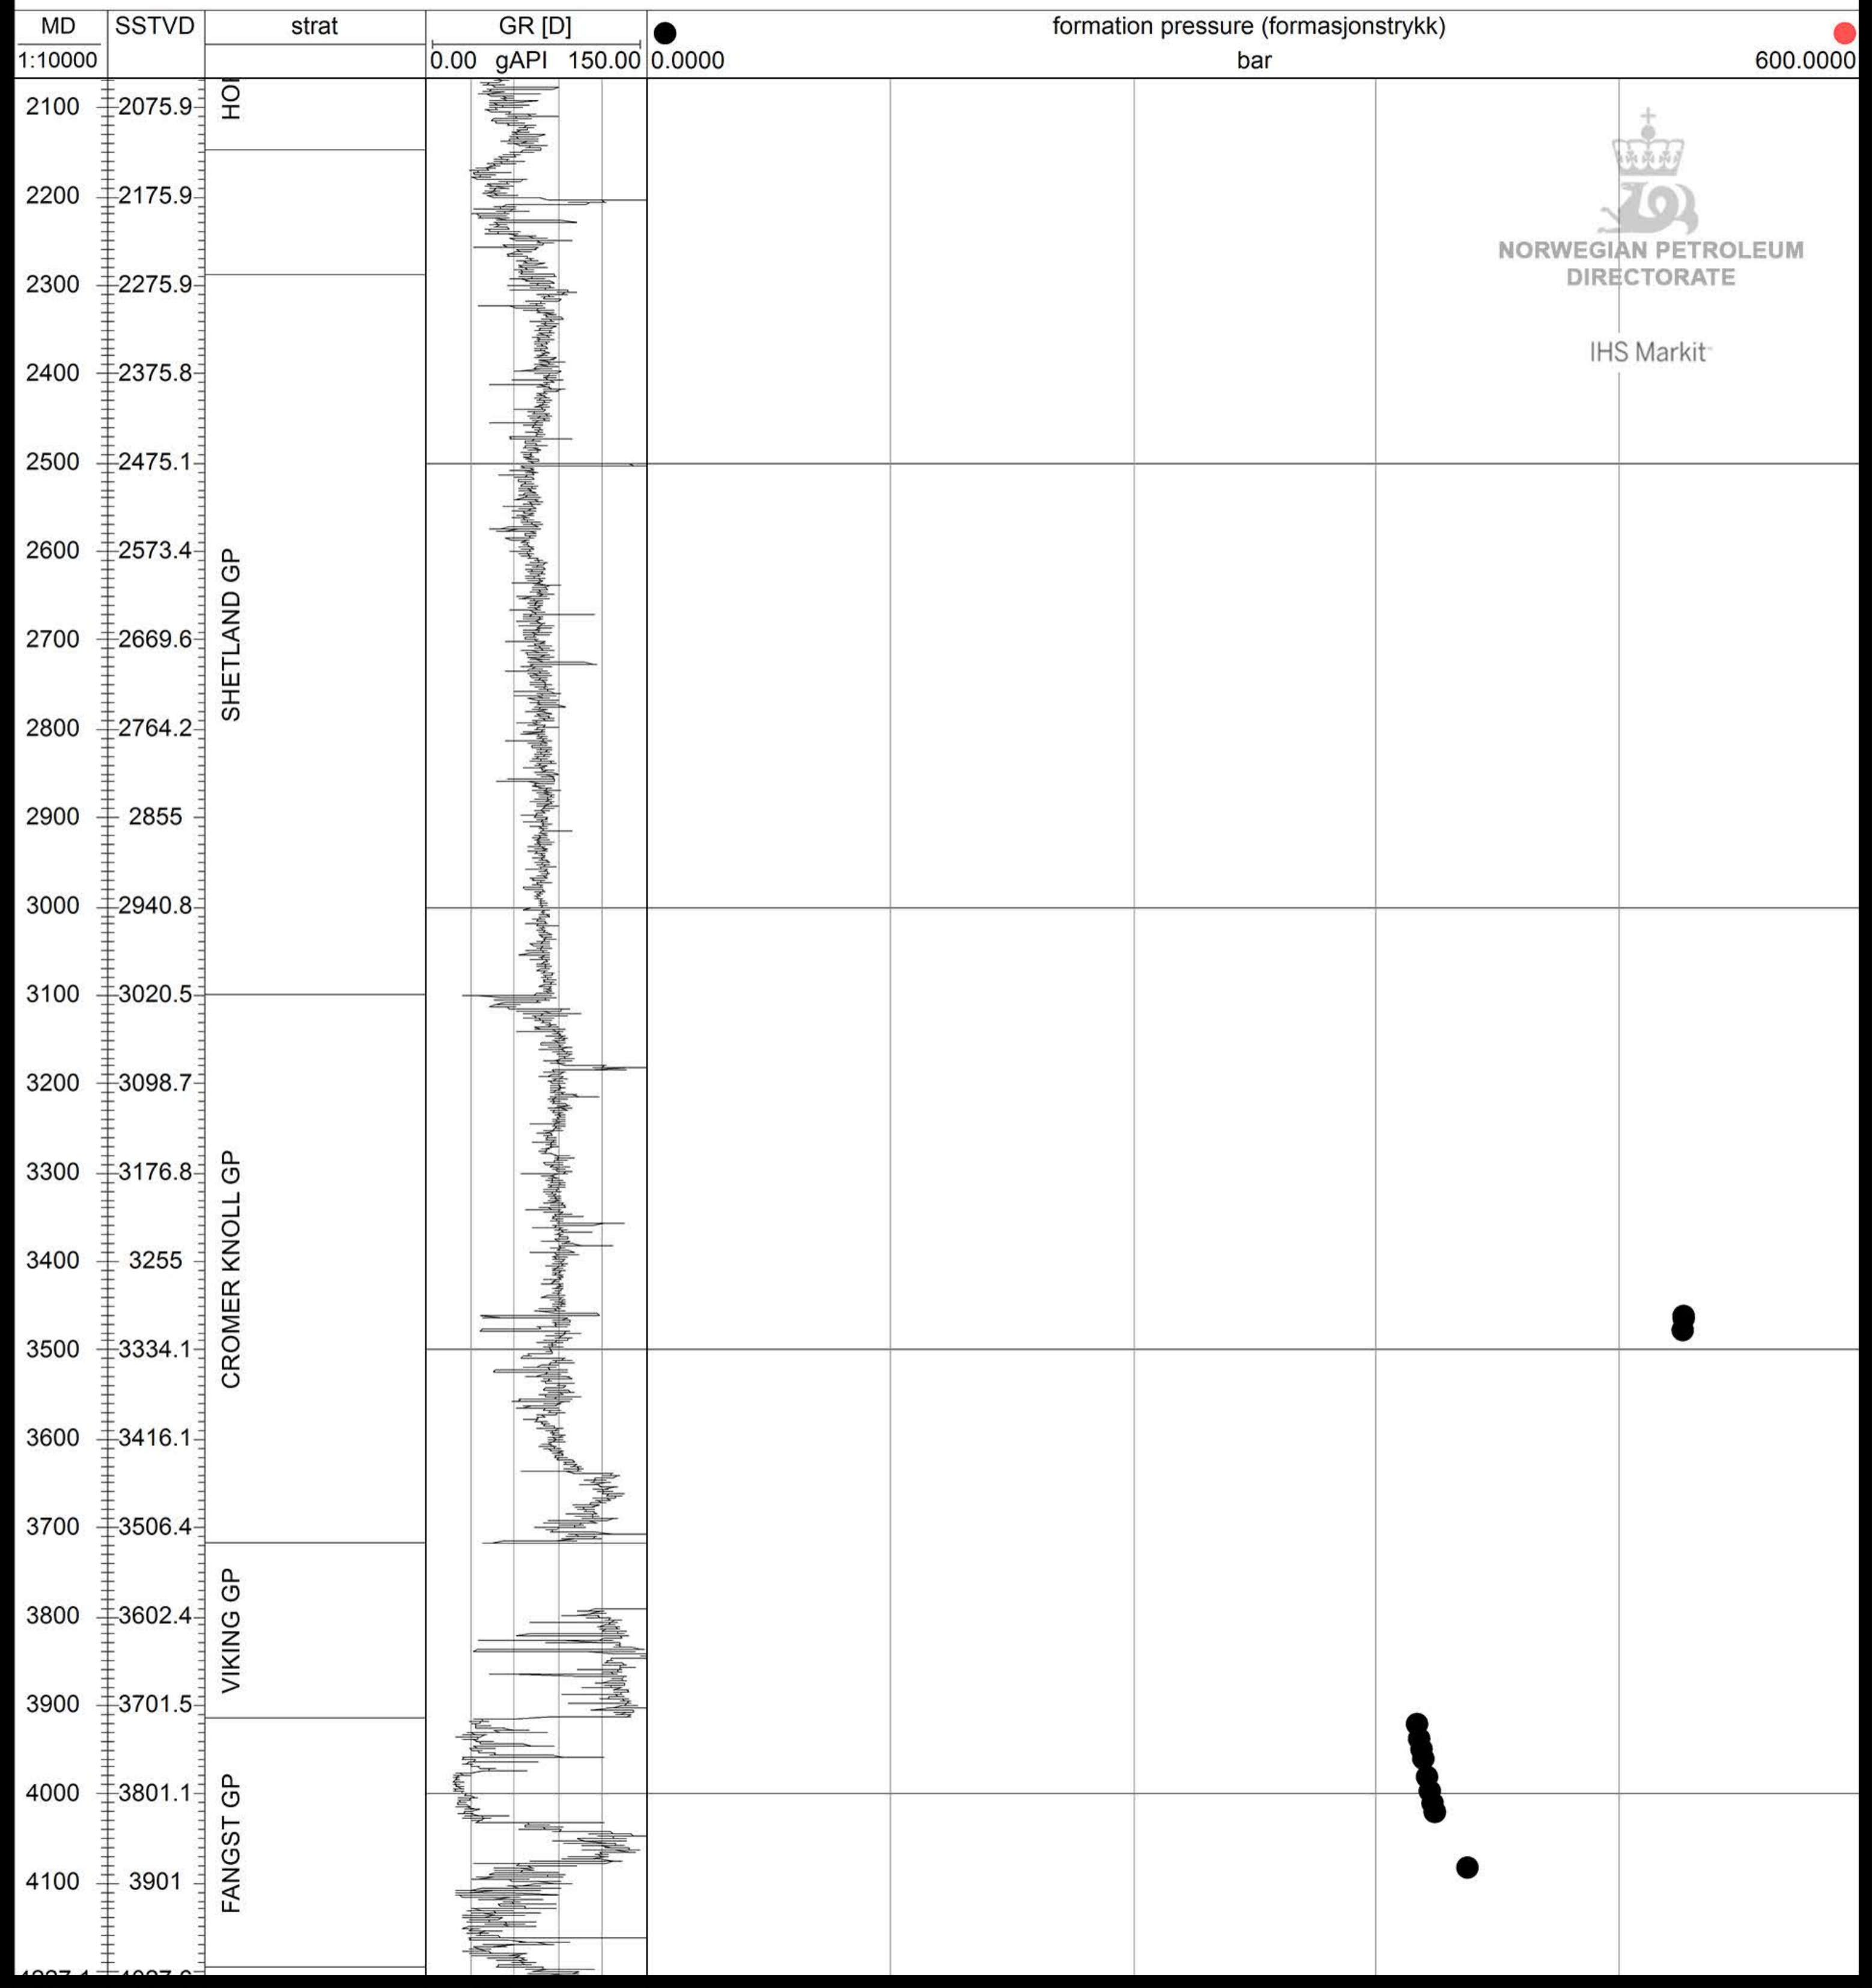 MD SSTVD strat GR [D] formation pressure (formasjonstrykk)
1:10000 0.00 gAPI 150.00 0.0000 bar 600.0000
HO
2100 2075.9
2200 2175.9
NORWEGIAN PETROLEUM
DIRECTORATE
2300 2275.9
IHS Markit
2400 2375.8
2500 2475.1
2600 2573.4
SHETLAND GP
2700 2669.6
2800 2764.2
2900 2855
3000 2940.8
3100 3020.5
3200 3098.7
3300 3176.8
CROMER KNOLL GP
3400 3255
3500 3334.1
3600 3416.1
3700 3506.4
3800 3602.4
VIKING GP
3900 3701.5
4000 3801.1
FANGST GP
4100 3901